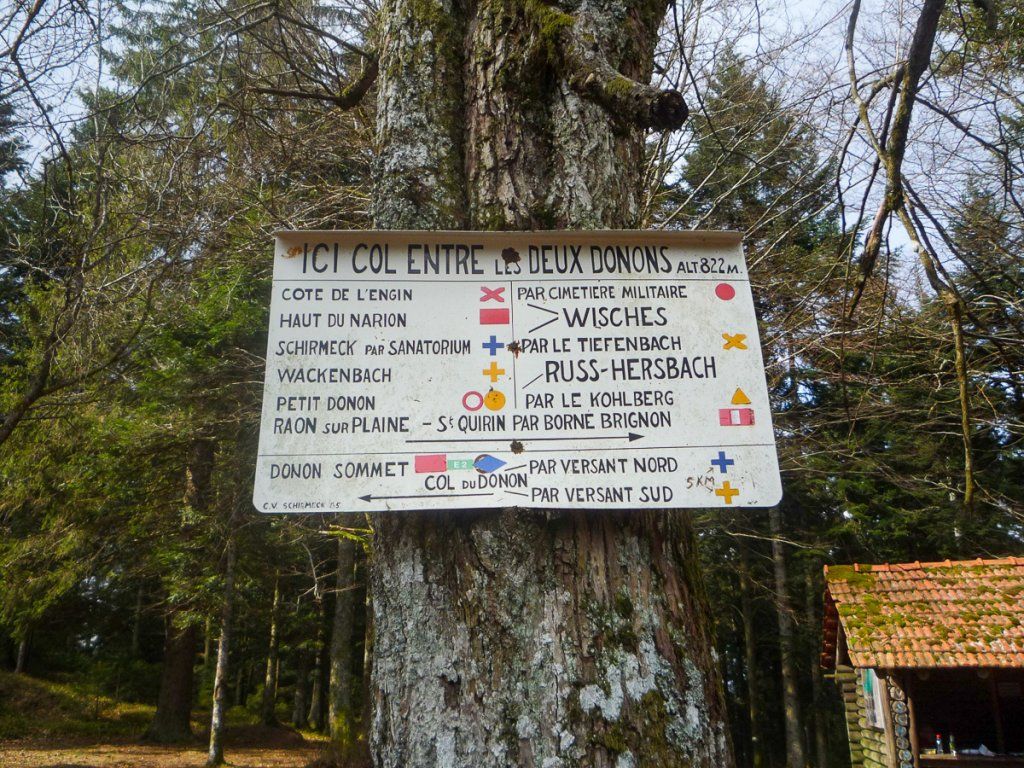 ICI COL ENTRE LES DEUX DONONS ALT 822 M.
COTE DE L'ENGIN
HAUT DU NARION
SCHIRMECK PAR SANATORIUM
WACKENBACH
PETIT DONON
PAR CIMETIÈRE MILITAIRE
WISCHES
PAR LE TIEFENBACH
RUSS-HERSBACH
PAR LE KOHLBERG
RAON SUR PLAINE - St QUIRIN PAR BORNE BRIGNON
DONON SOMMET E2 PAR VERSANT NORD
COL DU DONON 5 KM
PAR VERSANT SUD
C.V. SCHIRMECK